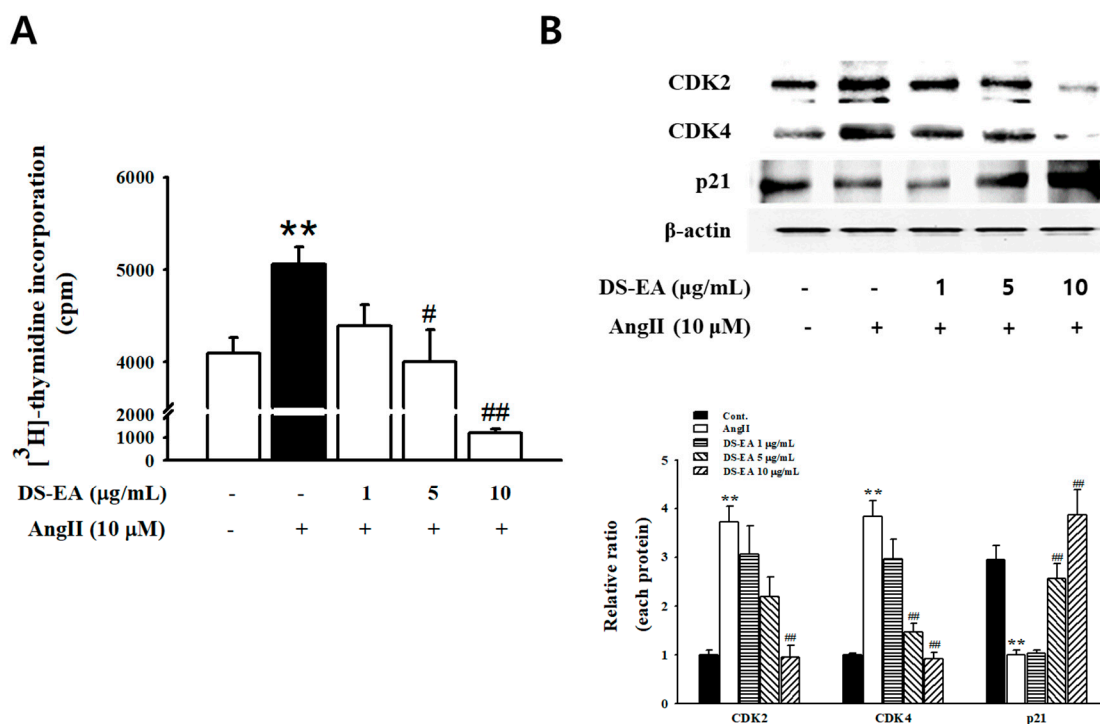 A
[³H]-thymidine incorporation
(cpm)
6000
5000
4000
2000
1000
0
**
#
##
DS-EA (μg/mL) - - 1 5 10
AngII (10 μM) - + + + +
B
CDK2
CDK4
p21
β-actin
DS-EA (μg/mL) - - 1 5 10
AngII (10 μM) - + + + +
Cont.
AngII
DS-EA 1 μg/mL
DS-EA 5 μg/mL
DS-EA 10 μg/mL
Relative ratio
(each protein)
5
4
3
2
1
0
** ## ** ## ## ** ## ##
CDK2 CDK4 p21